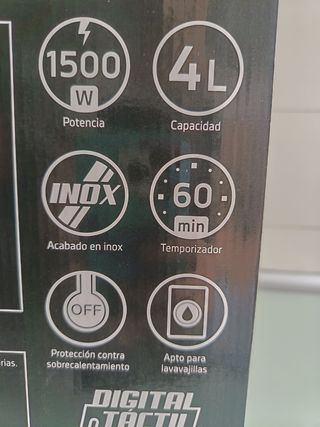 1500
W
Potencia
4L
Capacidad
INOX
Acabado en inox
60
min
Temporizador
OFF
Protección contra
sobrecalentamiento
Apto para
lavavajillas
rias.
DIGITAL
TÁCTIL